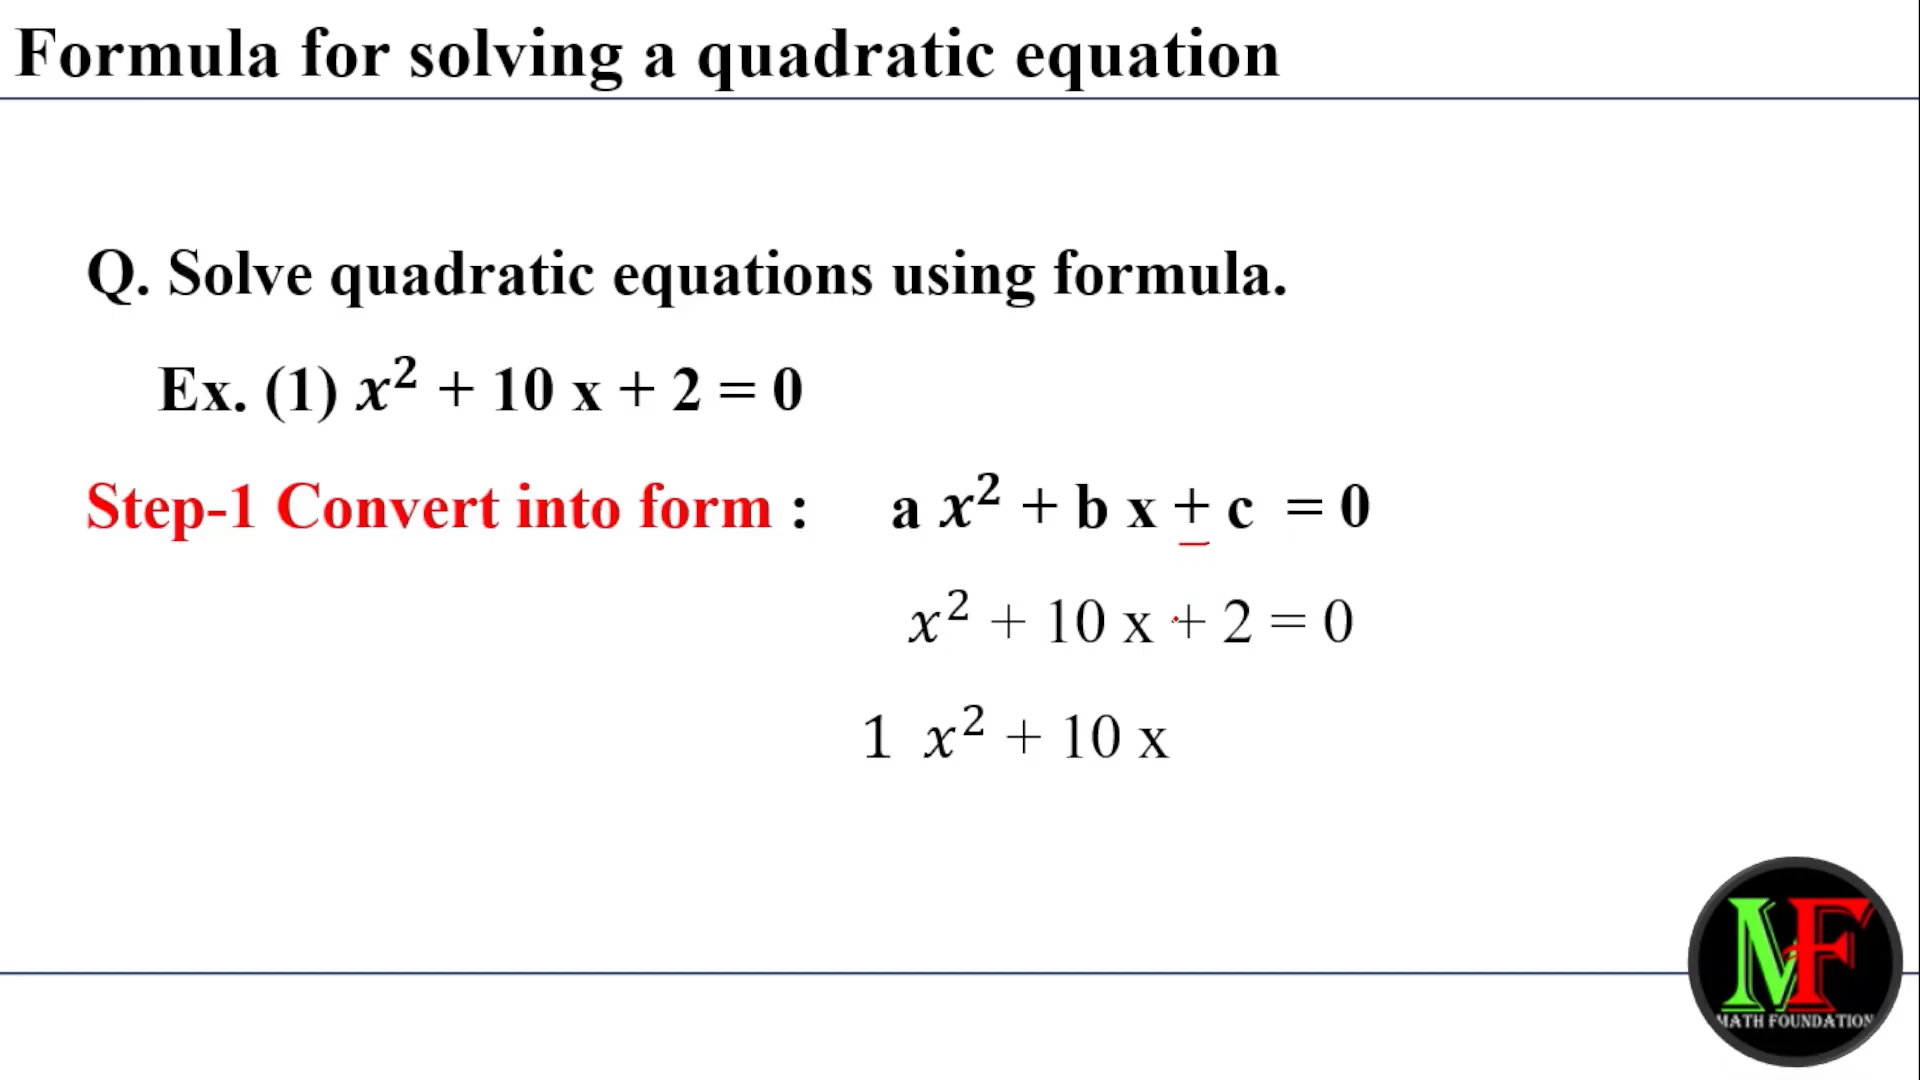 Formula for solving a quadratic equation
Q. Solve quadratic equations using formula.
Ex. (1) x² + 10 x + 2 = 0
Step-1 Convert into form : a x² + b x + c = 0
x² + 10 x + 2 = 0
1 x² + 10 x
MF
MATH FOUNDATION